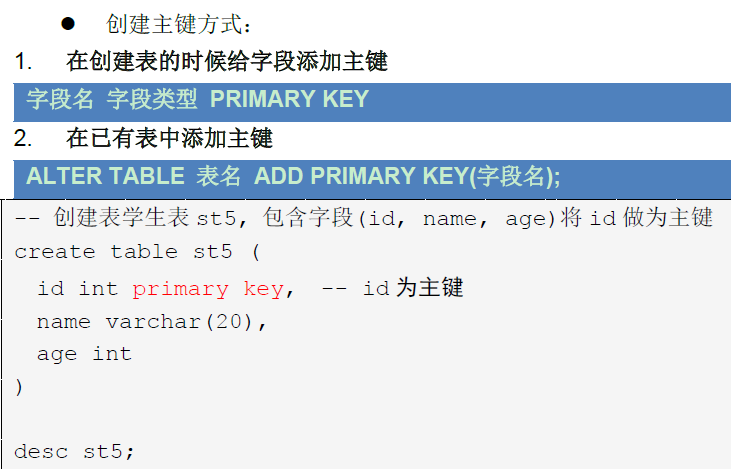 ● 创建主键方式：
1. 在创建表的时候给字段添加主键
字段名 字段类型 PRIMARY KEY
2. 在已有表中添加主键
ALTER TABLE 表名 ADD PRIMARY KEY(字段名);
-- 创建表学生表 st5, 包含字段(id, name, age)将 id 做为主键
create table st5 (
id int primary key, -- id 为主键
name varchar(20),
age int
)
desc st5;